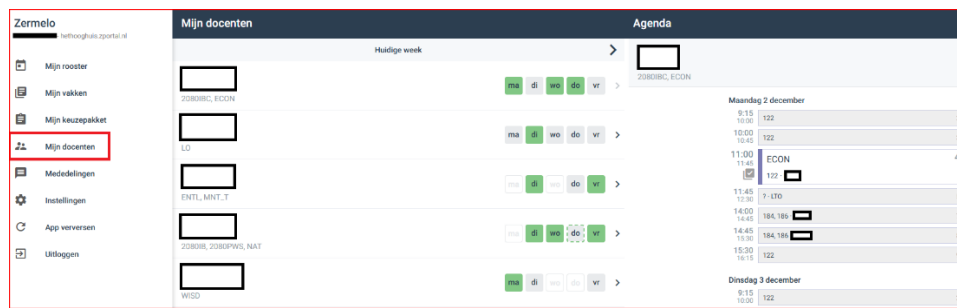 Zermelo
hethooghuis.zportal.nl
Mijn rooster
Mijn vakken
Mijn keuzepakket
Mijn docenten
Mededelingen
Instellingen
App verversen
Uitloggen
Mijn docenten
Huidige week
2080IBC, ECON
ma di wo do vr
LO
ma di wo do vr
ENTL, MNT_T
ma di wo do vr
2080IB, 2080PWS, NAT
ma di wo do vr
WISD
ma di wo do vr
Agenda
208DIBC, ECON
Maandag 2 december
9:15
10:00
122
10:00
10:45
122
11:00
11:45
ECON
122 -
11:45
12:30
? - LTO
14:00
14:45
184, 186 -
14:45
15:30
184, 186
15:30
16:15
122
Dinsdag 3 december
9:15
10:00
122